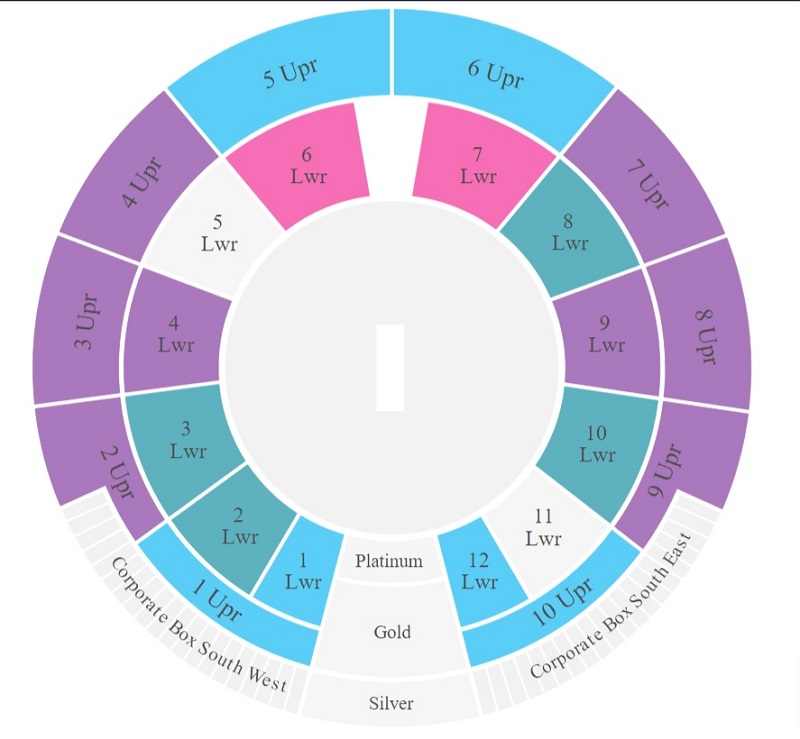 5 Upr
6 Upr
4 Upr
7 Upr
6
Lwr
7
Lwr
5
Lwr
8
Lwr
3 Upr
4
Lwr
9
Lwr
8 Upr
2 Upr
3
Lwr
10
Lwr
9 Upr
2
Lwr
11
Lwr
1
Lwr
Platinum
12
Lwr
1 Upr
Gold
10 Upr
Corporate Box South West
Silver
Corporate Box South East